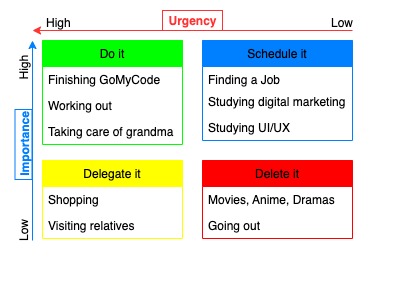 Urgency
High
Low
High
Importance
Low
Do it
Finishing GoMyCode
Working out
Taking care of grandma
Schedule it
Finding a Job
Studying digital marketing
Studying UI/UX
Delegate it
Shopping
Visiting relatives
Delete it
Movies, Anime, Dramas
Going out